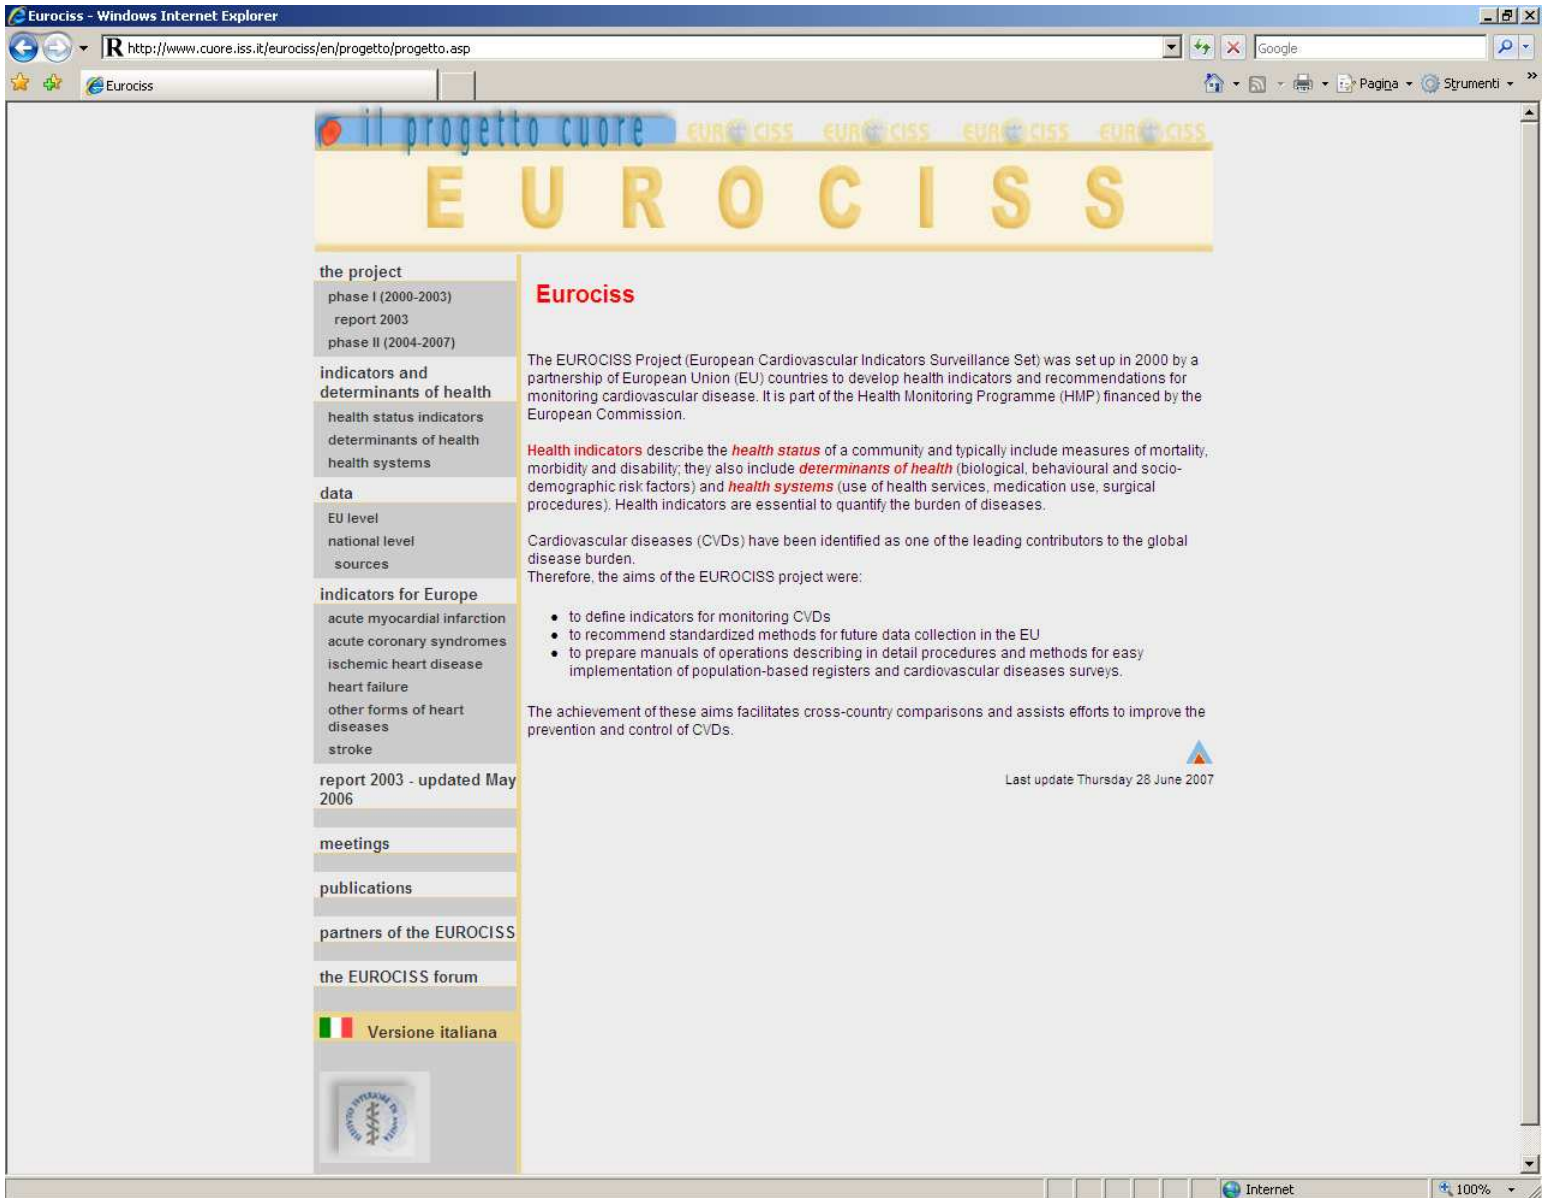 Eurociss - Windows Internet Explorer
http://www.cuore.iss.it/eurociss/en/progetto/progetto.asp
Google
Eurociss
Pagina
Strumenti
il progetto cuore
EUROCISS EUROCISS EUROCISS EUROCISS
EUROCISS
the project
phase I (2000-2003)
report 2003
phase II (2004-2007)
indicators and
determinants of health
health status indicators
determinants of health
health systems
data
EU level
national level
sources
indicators for Europe
acute myocardial infarction
acute coronary syndromes
ischemic heart disease
heart failure
other forms of heart
diseases
stroke
report 2003 - updated May
2006
meetings
publications
partners of the EUROCISS
the EUROCISS forum
Versione italiana
Eurociss
The EUROCISS Project (European Cardiovascular Indicators Surveillance Set) was set up in 2000 by a
partnership of European Union (EU) countries to develop health indicators and recommendations for
monitoring cardiovascular disease. It is part of the Health Monitoring Programme (HMP) financed by the
European Commission.
Health indicators describe the health status of a community and typically include measures of mortality,
morbidity and disability; they also include determinants of health (biological, behavioural and socio-
demographic risk factors) and health systems (use of health services, medication use, surgical
procedures). Health indicators are essential to quantify the burden of diseases.
Cardiovascular diseases (CVDs) have been identified as one of the leading contributors to the global
disease burden.
Therefore, the aims of the EUROCISS project were:
• to define indicators for monitoring CVDs
• to recommend standardized methods for future data collection in the EU
• to prepare manuals of operations describing in detail procedures and methods for easy
implementation of population-based registers and cardiovascular diseases surveys.
The achievement of these aims facilitates cross-country comparisons and assists efforts to improve the
prevention and control of CVDs.
Last update Thursday 28 June 2007
Internet
100%